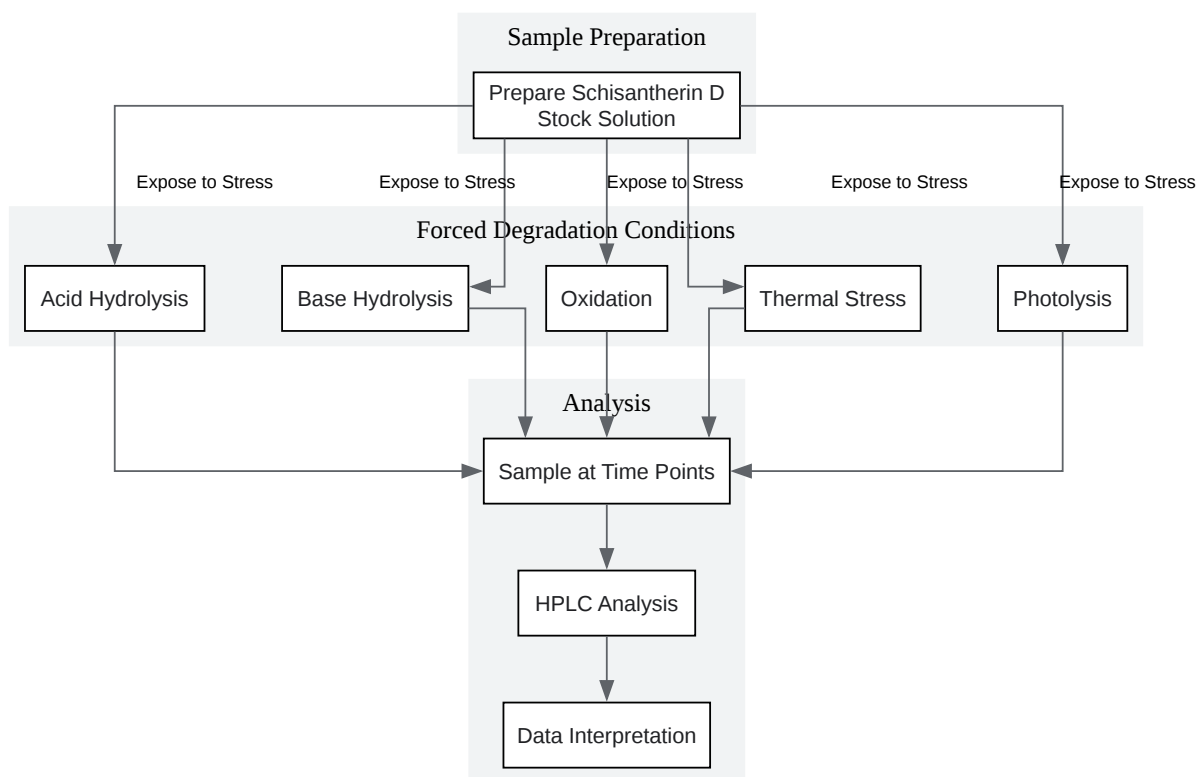 Sample Preparation
Prepare Schisantherin D
Stock Solution
Expose to Stress
Expose to Stress
Expose to Stress
Expose to Stress
Expose to Stress
Forced Degradation Conditions
Acid Hydrolysis
Base Hydrolysis
Oxidation
Thermal Stress
Photolysis
Analysis
Sample at Time Points
HPLC Analysis
Data Interpretation